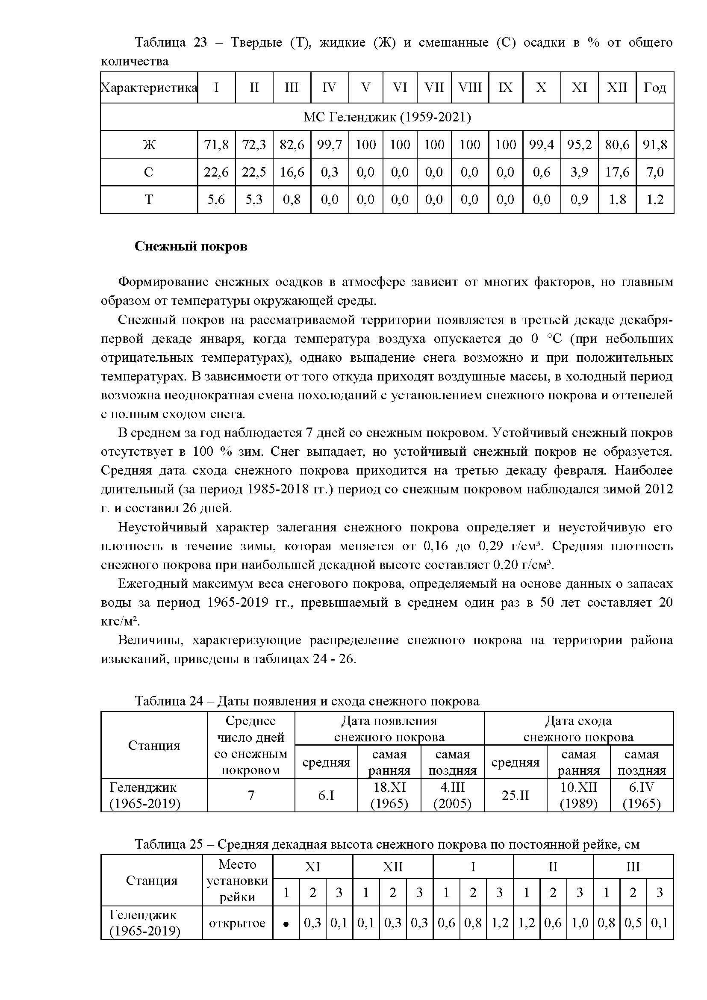 Таблица 23 – Твердые (Т), жидкие (Ж) и смешанные (С) осадки в % от общего
количества
Характеристика I II III IV V VI VII VIII IX X XI XII Год
МС Геленджик (1959-2021)
Ж 71,8 72,3 82,6 99,7 100 100 100 100 100 99,4 95,2 80,6 91,8
С 22,6 22,5 16,6 0,3 0,0 0,0 0,0 0,0 0,0 0,6 3,9 17,6 7,0
Т 5,6 5,3 0,8 0,0 0,0 0,0 0,0 0,0 0,0 0,0 0,9 1,8 1,2
Снежный покров
Формирование снежных осадков в атмосфере зависит от многих факторов, но главным
образом от температуры окружающей среды.
Снежный покров на рассматриваемой территории появляется в третьей декаде декабря-
первой декаде января, когда температура воздуха опускается до 0 °С (при небольших
отрицательных температурах), однако выпадение снега возможно и при положительных
температурах. В зависимости от того откуда приходят воздушные массы, в холодный период
возможна неоднократная смена похолоданий с установлением снежного покрова и оттепелей
с полным сходом снега.
В среднем за год наблюдается 7 дней со снежным покровом. Устойчивый снежный покров
отсутствует в 100 % зим. Снег выпадает, но устойчивый снежный покров не образуется.
Средняя дата схода снежного покрова приходится на третью декаду февраля. Наиболее
длительный (за период 1985-2018 гг.) период со снежным покровом наблюдался зимой 2012
г. и составил 26 дней.
Неустойчивый характер залегания снежного покрова определяет и неустойчивую его
плотность в течение зимы, которая меняется от 0,16 до 0,29 г/см³. Средняя плотность
снежного покрова при наибольшей декадной высоте составляет 0,20 г/см³.
Ежегодный максимум веса снегового покрова, определяемый на основе данных о запасах
воды за период 1965-2019 гг., превышаемый в среднем один раз в 50 лет составляет 20
кгс/м².
Величины, характеризующие распределение снежного покрова на территории района
изысканий, приведены в таблицах 24 - 26.
Таблица 24 – Даты появления и схода снежного покрова
Станция
Среднее
число дней
со снежным
покровом
Дата появления
снежного покрова
Дата схода
снежного покрова
средняя
самая
ранняя
самая
поздняя
средняя
самая
ранняя
самая
поздняя
Геленджик
(1965-2019)
7
6.I
18.XI
(1965)
4.III
(2005)
25.II
10.XII
(1989)
6.IV
(1965)
Таблица 25 – Средняя декадная высота снежного покрова по постоянной рейке, см
Станция
Место
установки
рейки
XI XII I II III
1 2 3 1 2 3 1 2 3 1 2 3 1 2 3
Геленджик
(1965-2019)
открытое
• 0,3 0,1 0,1 0,3 0,3 0,6 0,8 1,2 1,2 0,6 1,0 0,8 0,5 0,1